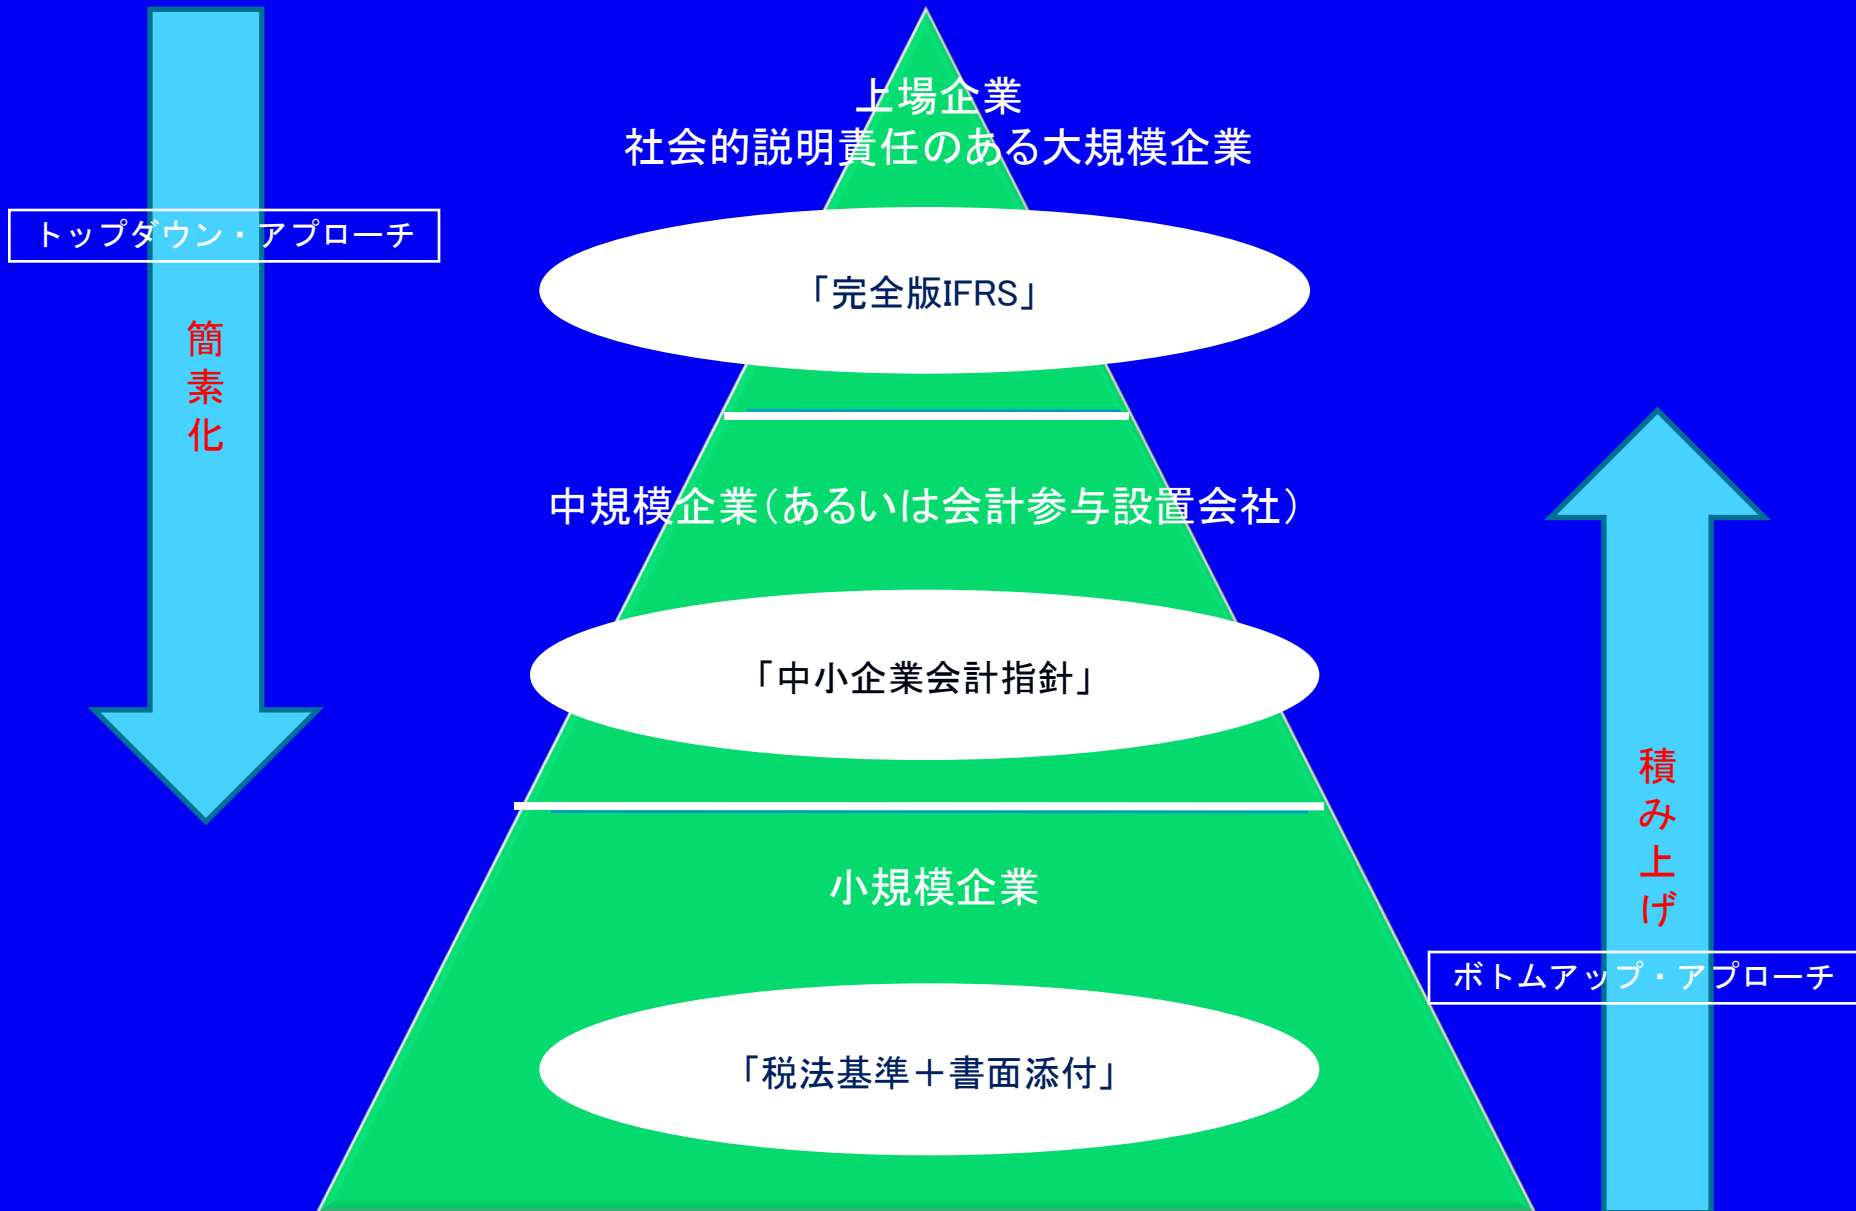 上場企業
社会的説明責任のある大規模企業
トップダウン・アプローチ
「完全版IFRS」
簡素化
中規模企業（あるいは会計参与設置会社）
「中小企業会計指針」
積み上げ
小規模企業
ボトムアップ・アプローチ
「税法基準＋書面添付」